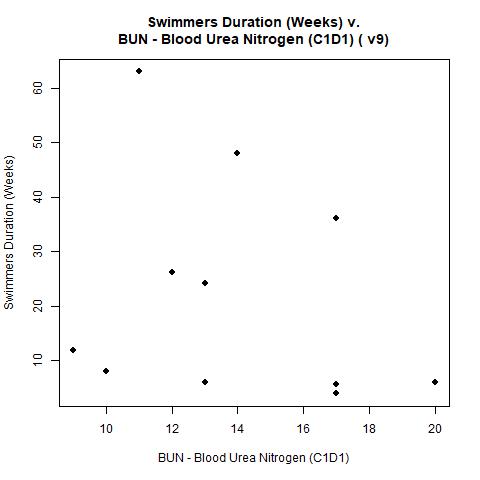 Swimmers Duration (Weeks) v.
BUN - Blood Urea Nitrogen (C1D1) ( v9)
Swimmers Duration (Weeks)
60
50
40
30
20
10
10 12 14 16 18 20
BUN - Blood Urea Nitrogen (C1D1)